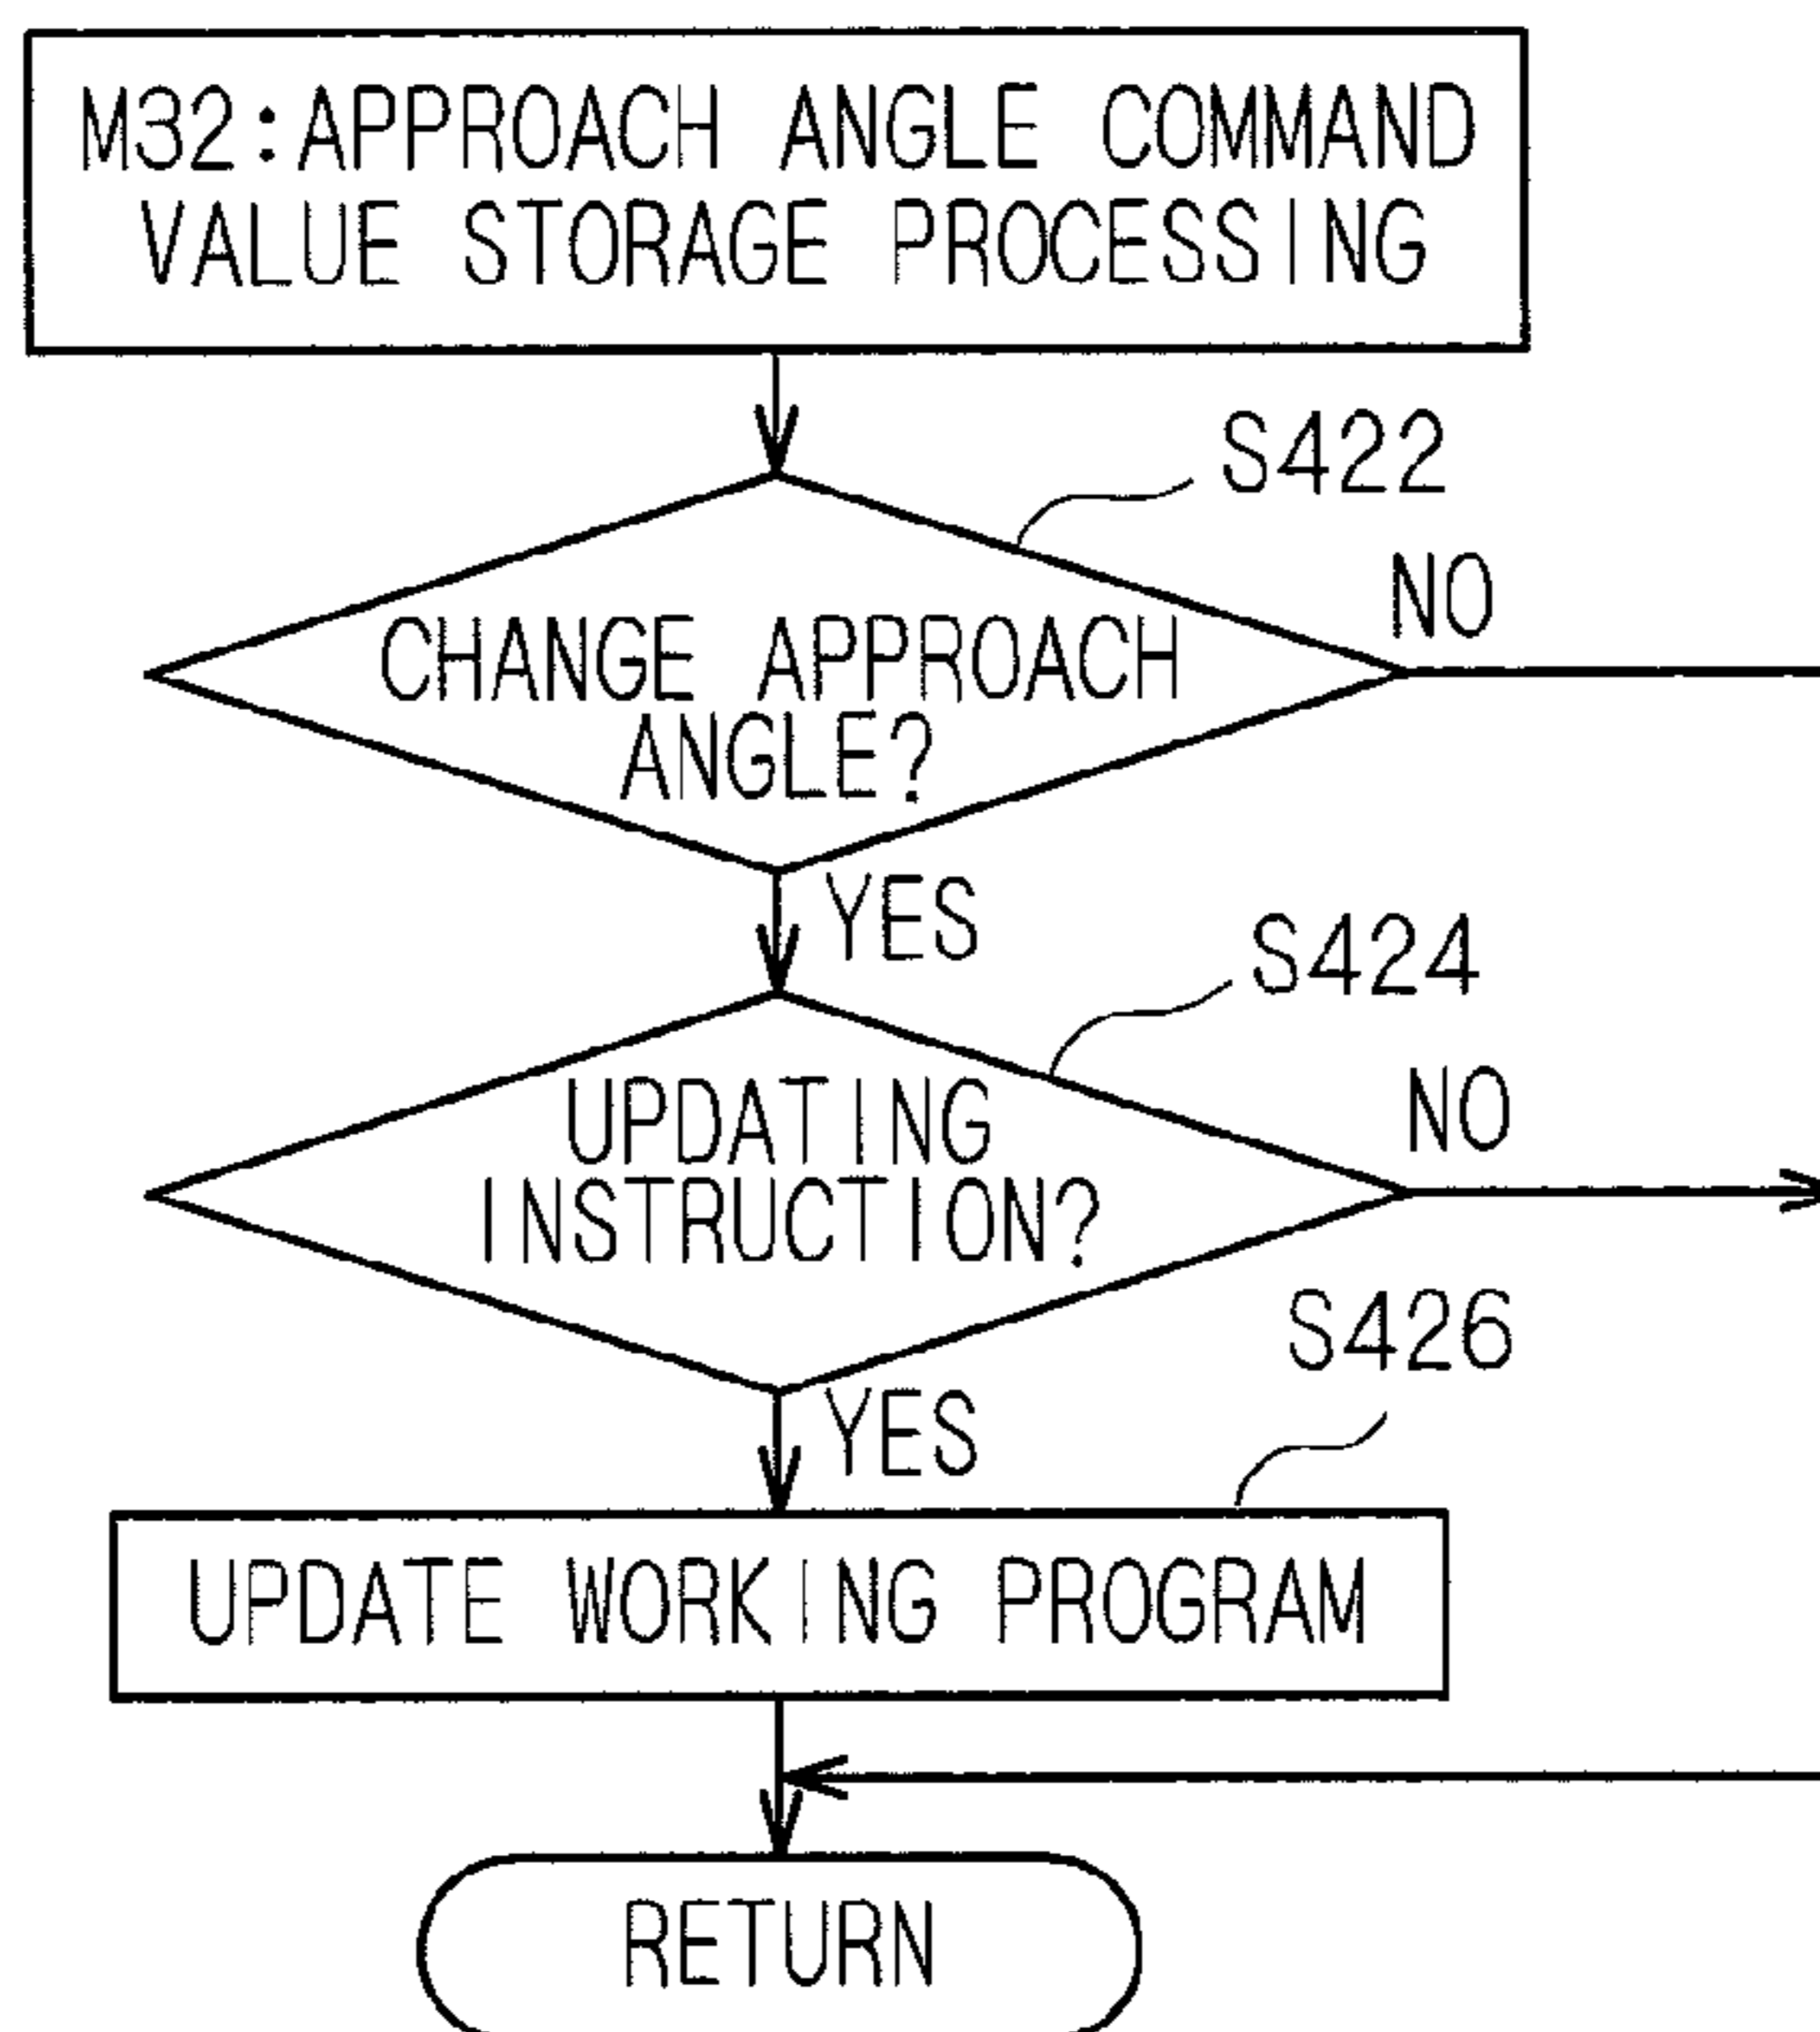 M32:APPROACH ANGLE COMMAND
VALUE STORAGE PROCESSING
S422
NO
CHANGE APPROACH
ANGLE?
YES
S424
NO
UPDATING
INSTRUCTION?
S426
YES
UPDATE WORKING PROGRAM
RETURN